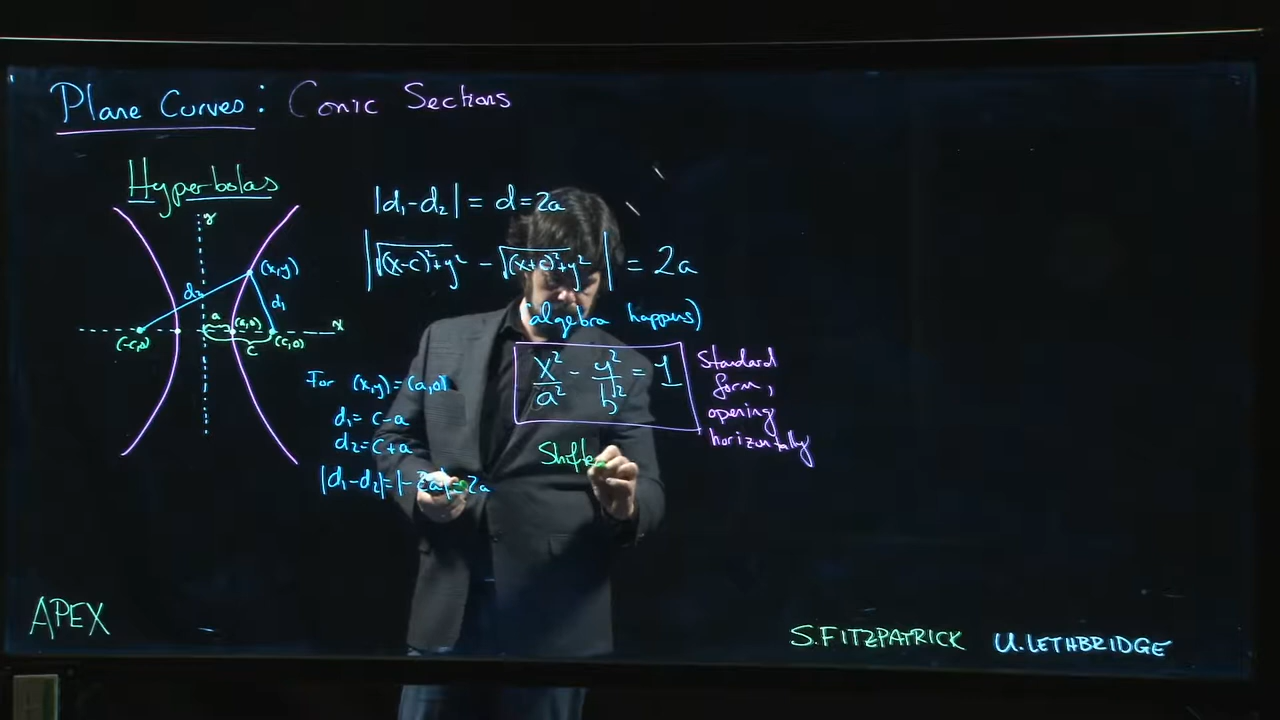 Plane Curves: Conic Sections
Hyperbolas
y
(x,y)
d₂
d₁
a
(a,0)
x
(-c,0)
c
(c,0)
|d₁-d₂| = d = 2a
|√((x-c)²+y²) - √((x+c)²+y²)| = 2a
(algebra happens)
x²/a² - y²/b² = 1
Standard
form,
opening
horizontally
For (x,y) = (a,0)
d₁ = c-a
d₂ = c+a
|d₁-d₂| = |-2a| = 2a
APEX
S.FITZPATRICK U.LETHBRIDGE